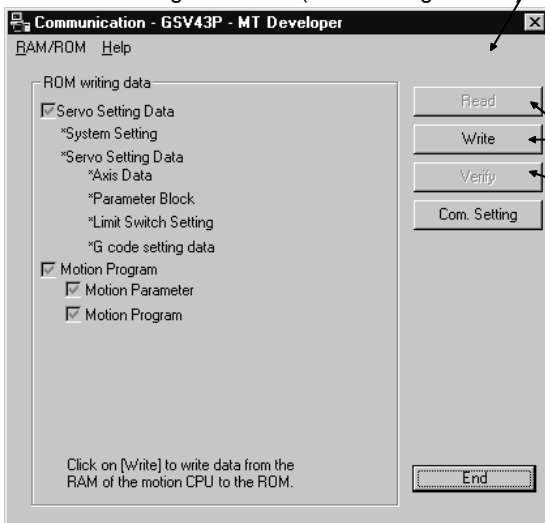 Communication - GSV43P - MT Developer
RAM/ROM Help
ROM writing data
Servo Setting Data
*System Setting
*Servo Setting Data
*Axis Data
*Parameter Block
*Limit Switch Setting
*G code setting data
Motion Program
Motion Parameter
Motion Program
Click on [Write] to write data from the
RAM of the motion CPU to the ROM.
Read
Write
Verify
Com. Setting
End